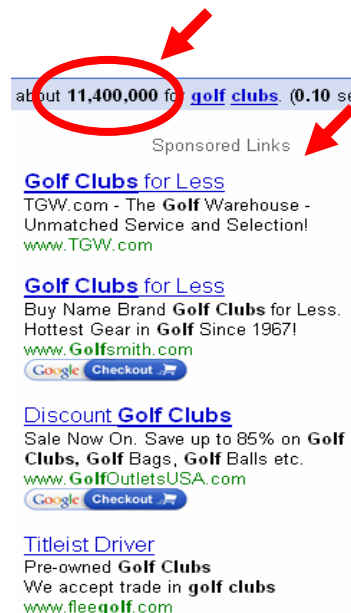 about 11,400,000 for golf clubs. (0.10 se
Sponsored Links
Golf Clubs for Less
TGW.com - The Golf Warehouse -
Unmatched Service and Selection!
www.TGW.com
Golf Clubs for Less
Buy Name Brand Golf Clubs for Less.
Hottest Gear in Golf Since 1967!
www.Golfsmith.com
Google Checkout
Discount Golf Clubs
Sale Now On. Save up to 85% on Golf
Clubs, Golf Bags, Golf Balls etc.
www.GolfOutletsUSA.com
Google Checkout
Titleist Driver
Pre-owned Golf Clubs
We accept trade in golf clubs
www.fleegolf.com